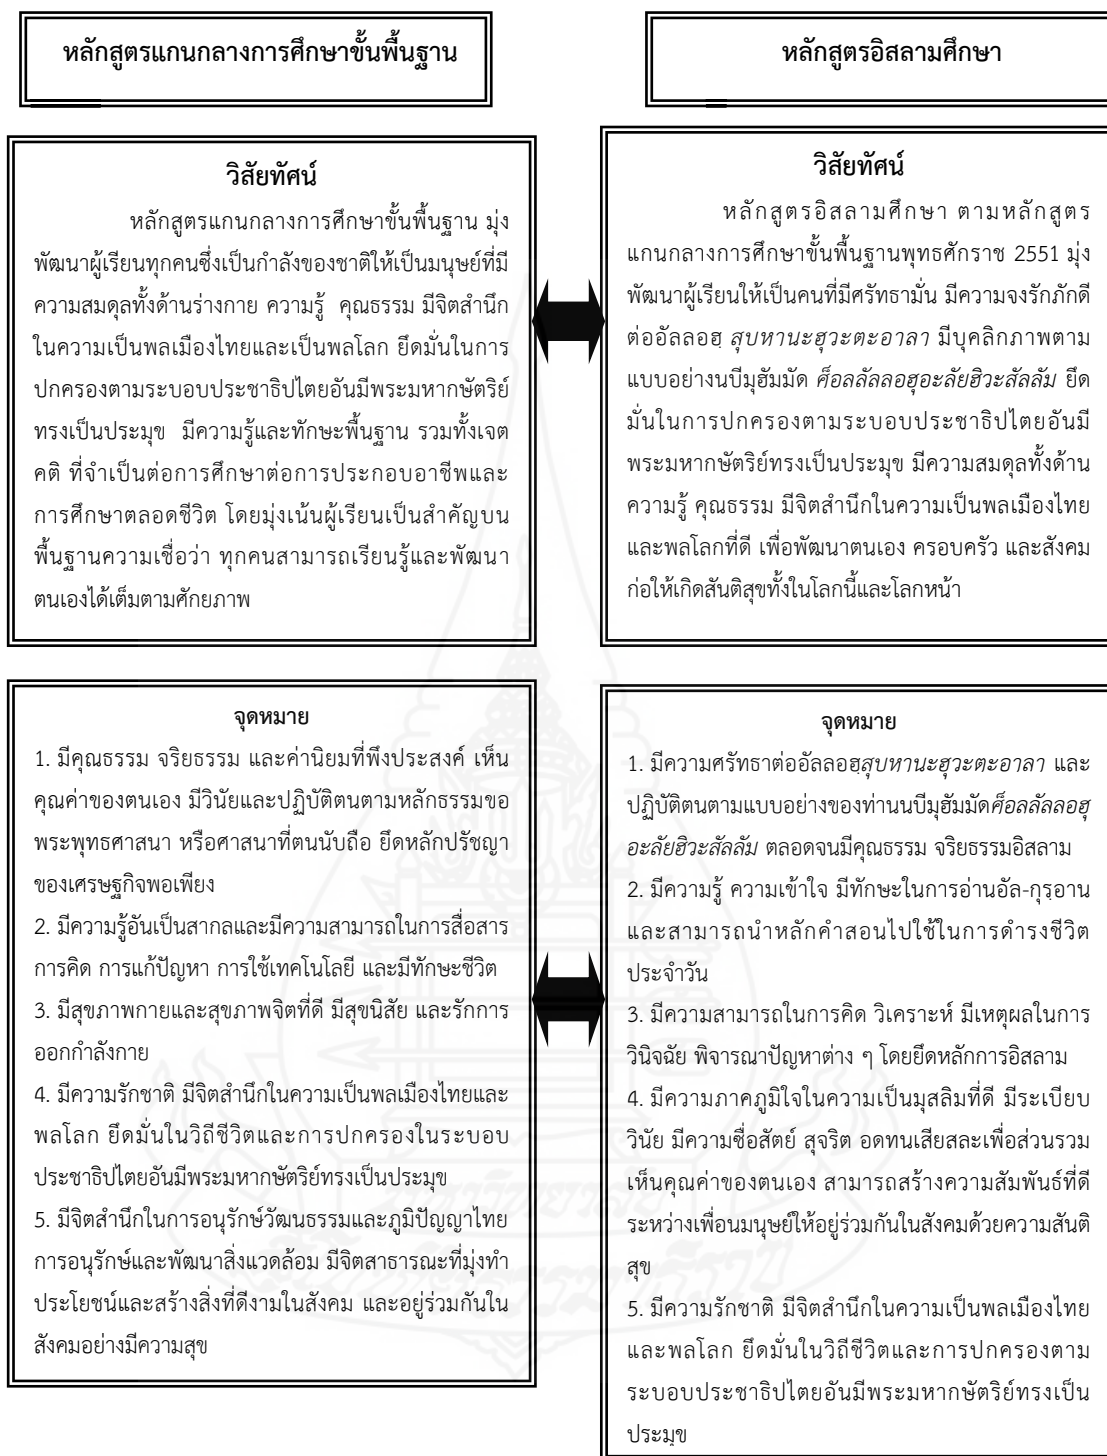 หลักสูตรแกนกลางการศึกษาขั้นพื้นฐาน
หลักสูตรอิสลามศึกษา
วิสัยทัศน์
หลักสูตรแกนกลางการศึกษาขั้นพื้นฐาน มุ่ง
พัฒนาผู้เรียนทุกคนซึ่งเป็นกำลังของชาติให้เป็นมนุษย์ที่มี
ความสมดุลทั้งด้านร่างกาย ความรู้ คุณธรรม มีจิตสำนึก
ในความเป็นพลเมืองไทยและเป็นพลโลก ยึดมั่นในการ
ปกครองตามระบอบประชาธิปไตยอันมีพระมหากษัตริย์
ทรงเป็นประมุข มีความรู้และทักษะพื้นฐาน รวมทั้งเจต
คติ ที่จำเป็นต่อการศึกษาต่อการประกอบอาชีพและ
การศึกษาตลอดชีวิต โดยมุ่งเน้นผู้เรียนเป็นสำคัญบน
พื้นฐานความเชื่อว่า ทุกคนสามารถเรียนรู้และพัฒนา
ตนเองได้เต็มตามศักยภาพ
วิสัยทัศน์
หลักสูตรอิสลามศึกษา ตามหลักสูตร
แกนกลางการศึกษาขั้นพื้นฐานพุทธศักราช 2551 มุ่ง
พัฒนาผู้เรียนให้เป็นคนที่มีศรัทธามั่น มีความจงรักภักดี
ต่ออัลลอฮฺ สุบหานะฮุวะตะอาลา มีบุคลิกภาพตาม
แบบอย่างนบีมุฮัมมัด ศ็อลลัลลอฮุอะลัยฮิวะสัลลัม ยึด
มั่นในการปกครองตามระบอบประชาธิปไตยอันมี
พระมหากษัตริย์ทรงเป็นประมุข มีความสมดุลทั้งด้าน
ความรู้ คุณธรรม มีจิตสำนึกในความเป็นพลเมืองไทย
และพลโลกที่ดี เพื่อพัฒนาตนเอง ครอบครัว และสังคม
ก่อให้เกิดสันติสุขทั้งในโลกนี้และโลกหน้า
จุดหมาย
1. มีคุณธรรม จริยธรรม และค่านิยมที่พึงประสงค์ เห็น
คุณค่าของตนเอง มีวินัยและปฏิบัติตนตามหลักธรรมขอ
พระพุทธศาสนา หรือศาสนาที่ตนนับถือ ยึดหลักปรัชญา
ของเศรษฐกิจพอเพียง
2. มีความรู้อันเป็นสากลและมีความสามารถในการสื่อสาร
การคิด การแก้ปัญหา การใช้เทคโนโลยี และมีทักษะชีวิต
3. มีสุขภาพกายและสุขภาพจิตที่ดี มีสุขนิสัย และรักการ
ออกกำลังกาย
4. มีความรักชาติ มีจิตสำนึกในความเป็นพลเมืองไทยและ
พลโลก ยึดมั่นในวิถีชีวิตและการปกครองในระบอบ
ประชาธิปไตยอันมีพระมหากษัตริย์ทรงเป็นประมุข
5. มีจิตสำนึกในการอนุรักษ์วัฒนธรรมและภูมิปัญญาไทย
การอนุรักษ์และพัฒนาสิ่งแวดล้อม มีจิตสาธารณะที่มุ่งทำ
ประโยชน์และสร้างสิ่งที่ดีงามในสังคม และอยู่ร่วมกันใน
สังคมอย่างมีความสุข
จุดหมาย
1. มีความศรัทธาต่ออัลลอฮฺสุบหานะฮุวะตะอาลา และ
ปฏิบัติตนตามแบบอย่างของท่านนบีมุฮัมมัดศ็อลลัลลอฮุ
อะลัยฮิวะสัลลัม ตลอดจนมีคุณธรรม จริยธรรมอิสลาม
2. มีความรู้ ความเข้าใจ มีทักษะในการอ่านอัล-กุรฺอาน
และสามารถนำหลักคำสอนไปใช้ในการดำรงชีวิต
ประจำวัน
3. มีความสามารถในการคิด วิเคราะห์ มีเหตุผลในการ
วินิจฉัย พิจารณาปัญหาต่าง ๆ โดยยึดหลักการอิสลาม
4. มีความภาคภูมิใจในความเป็นมุสลิมที่ดี มีระเบียบ
วินัย มีความซื่อสัตย์ สุจริต อดทนเสียสละเพื่อส่วนรวม
เห็นคุณค่าของตนเอง สามารถสร้างความสัมพันธ์ที่ดี
ระหว่างเพื่อนมนุษย์ให้อยู่ร่วมกันในสังคมด้วยความสันติ
สุข
5. มีความรักชาติ มีจิตสำนึกในความเป็นพลเมืองไทย
และพลโลก ยึดมั่นในวิถีชีวิตและการปกครองตาม
ระบอบประชาธิปไตยอันมีพระมหากษัตริย์ทรงเป็น
ประมุข